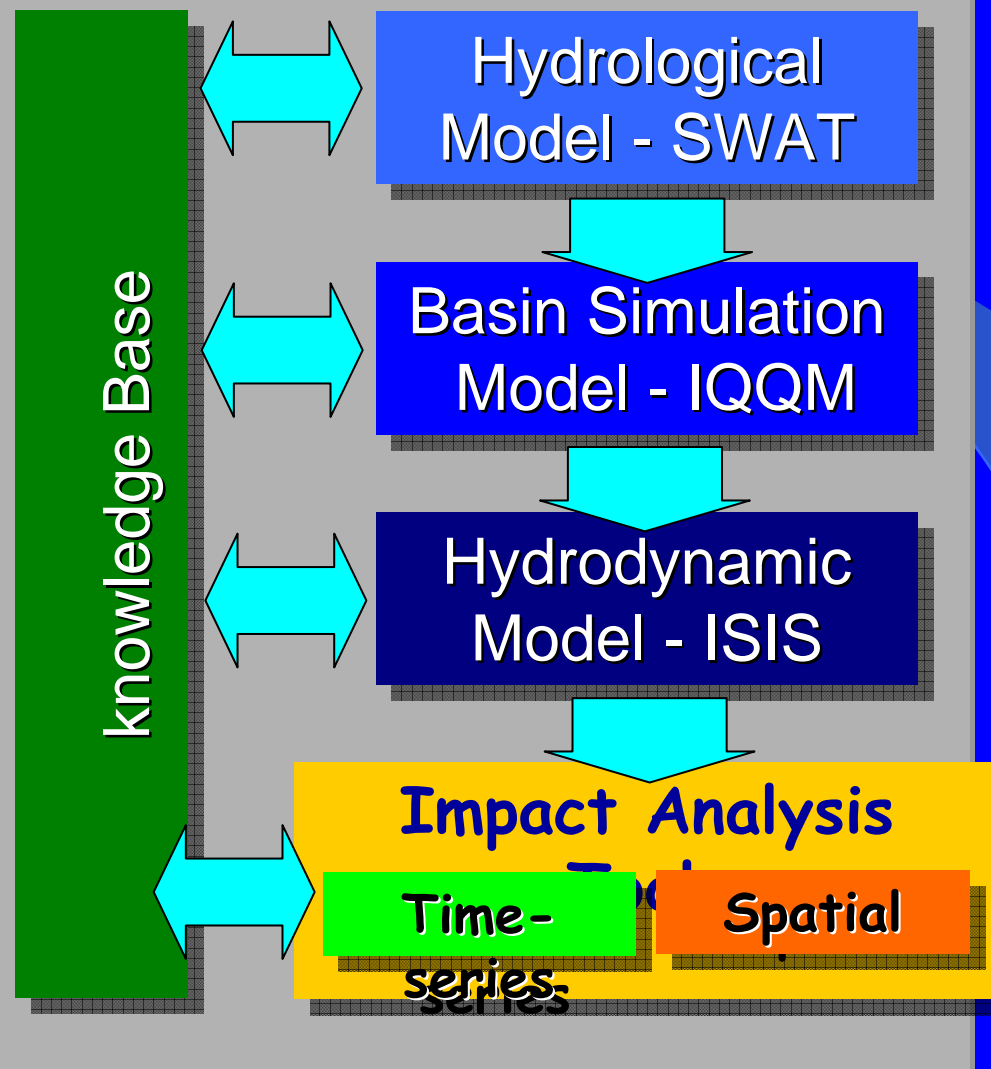 knowledge Base
Hydrological
Model - SWAT
Basin Simulation
Model - IQQM
Hydrodynamic
Model - ISIS
Impact Analysis
Time-
series
Spatial